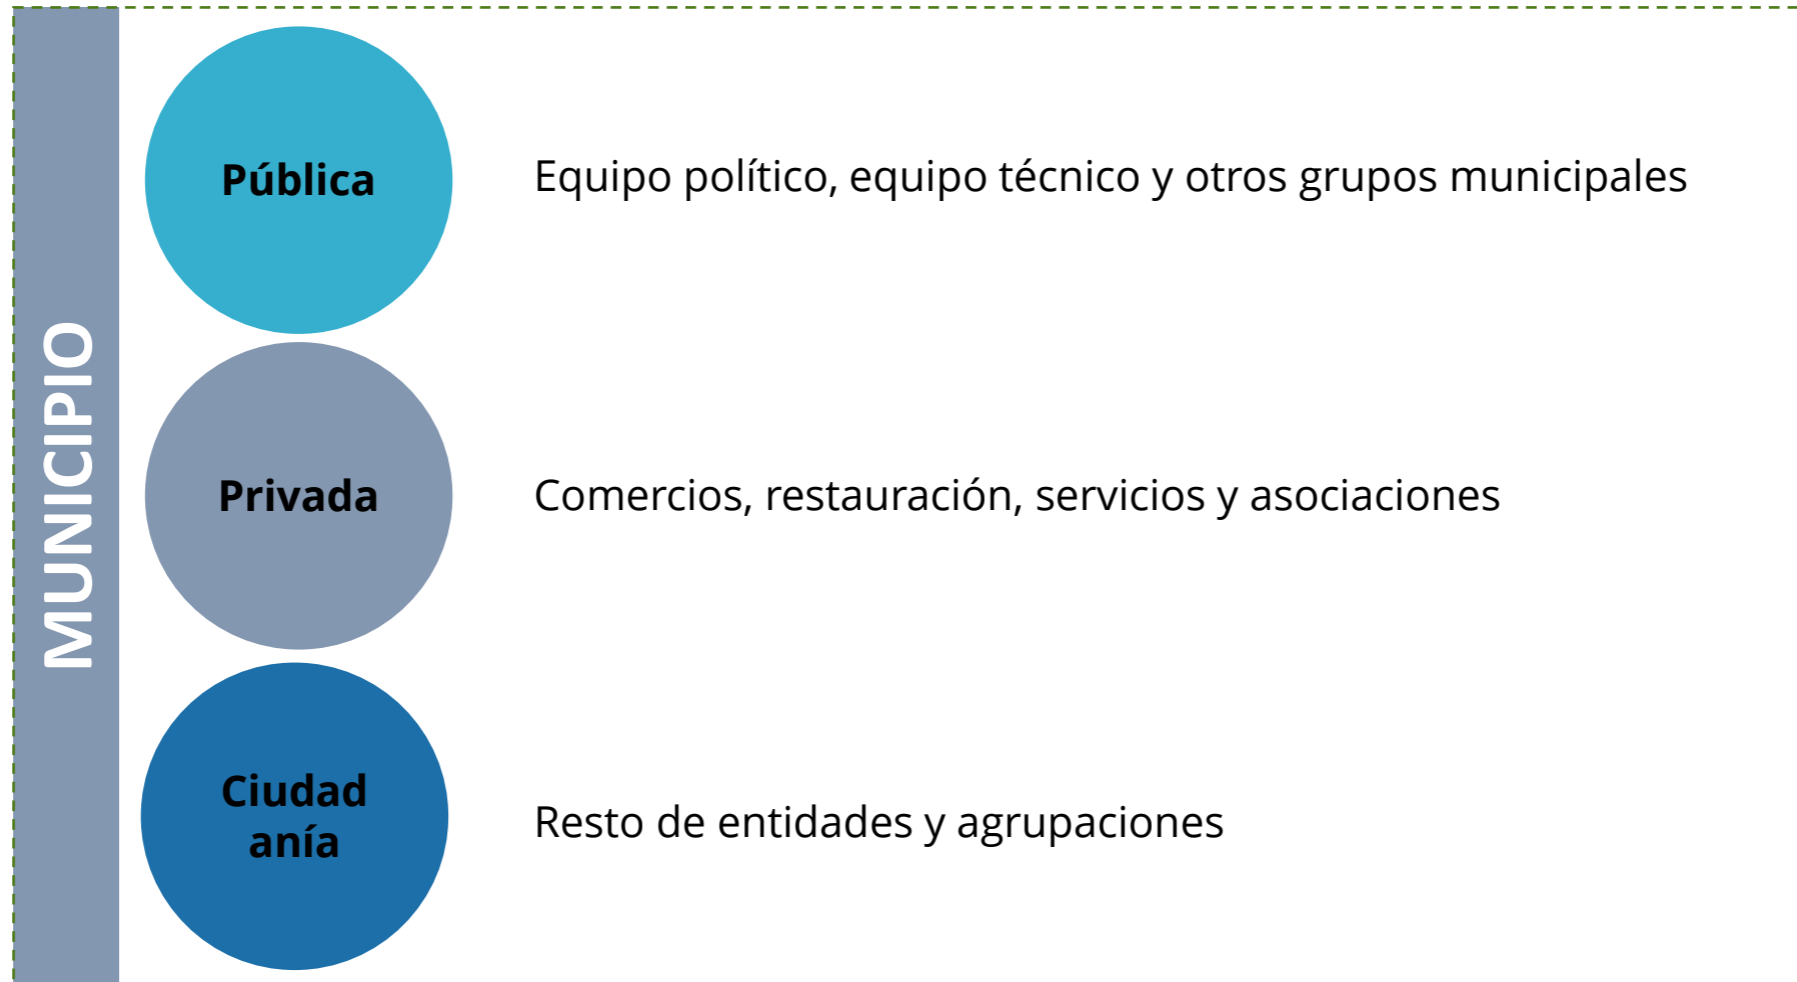 MUNICIPIO
Pública
Equipo político, equipo técnico y otros grupos municipales
Privada
Comercios, restauración, servicios y asociaciones
Ciudad
anía
Resto de entidades y agrupaciones